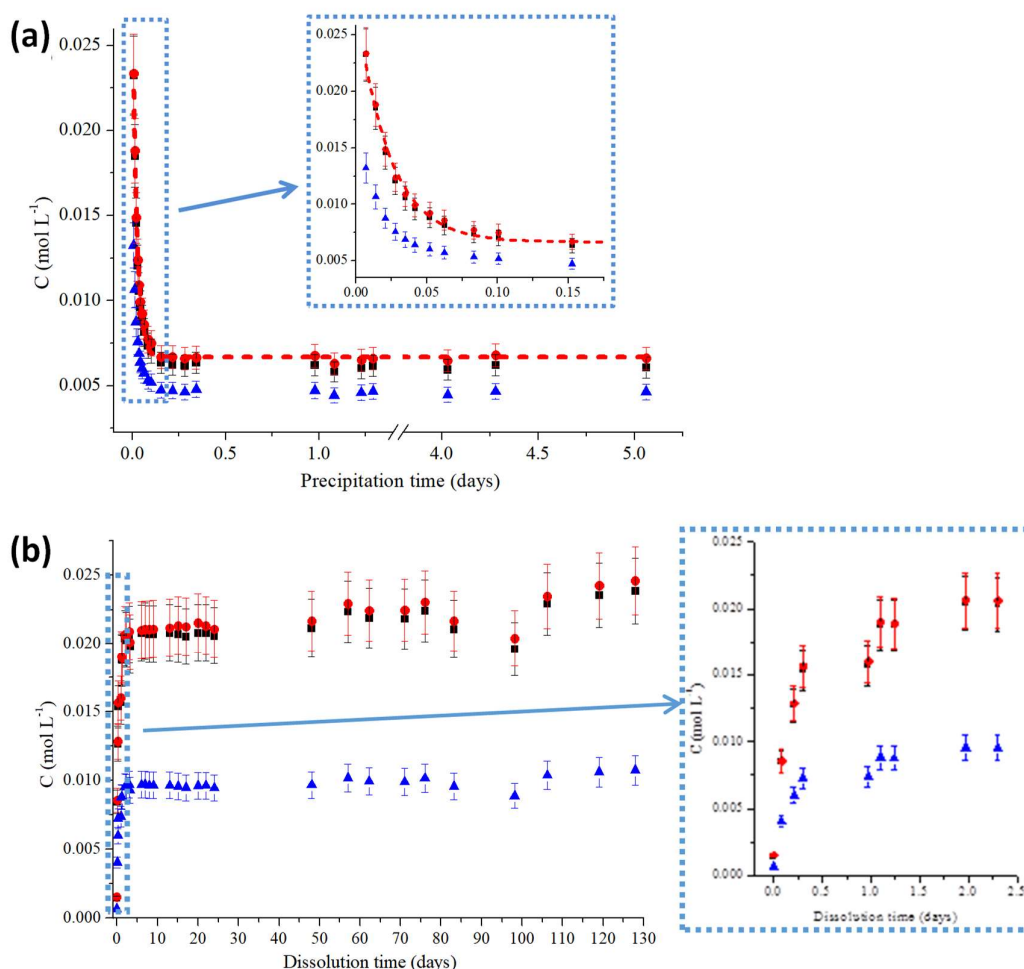 (a)
C (mol L⁻¹)
0.025
0.020
0.015
0.010
0.005
0.0 0.5 1.0 4.0 4.5 5.0
Precipitation time (days)
0.025
0.020
0.015
0.010
0.005
0.00 0.05 0.10 0.15
(b)
C (mol L⁻¹)
0.025
0.020
0.015
0.010
0.005
0.000
0 10 20 30 40 50 60 70 80 90 100 110 120 130
Dissolution time (days)
C (mol L⁻¹)
0.025
0.020
0.015
0.010
0.005
0.000
0.0 0.5 1.0 1.5 2.0 2.5
Dissolution time (days)